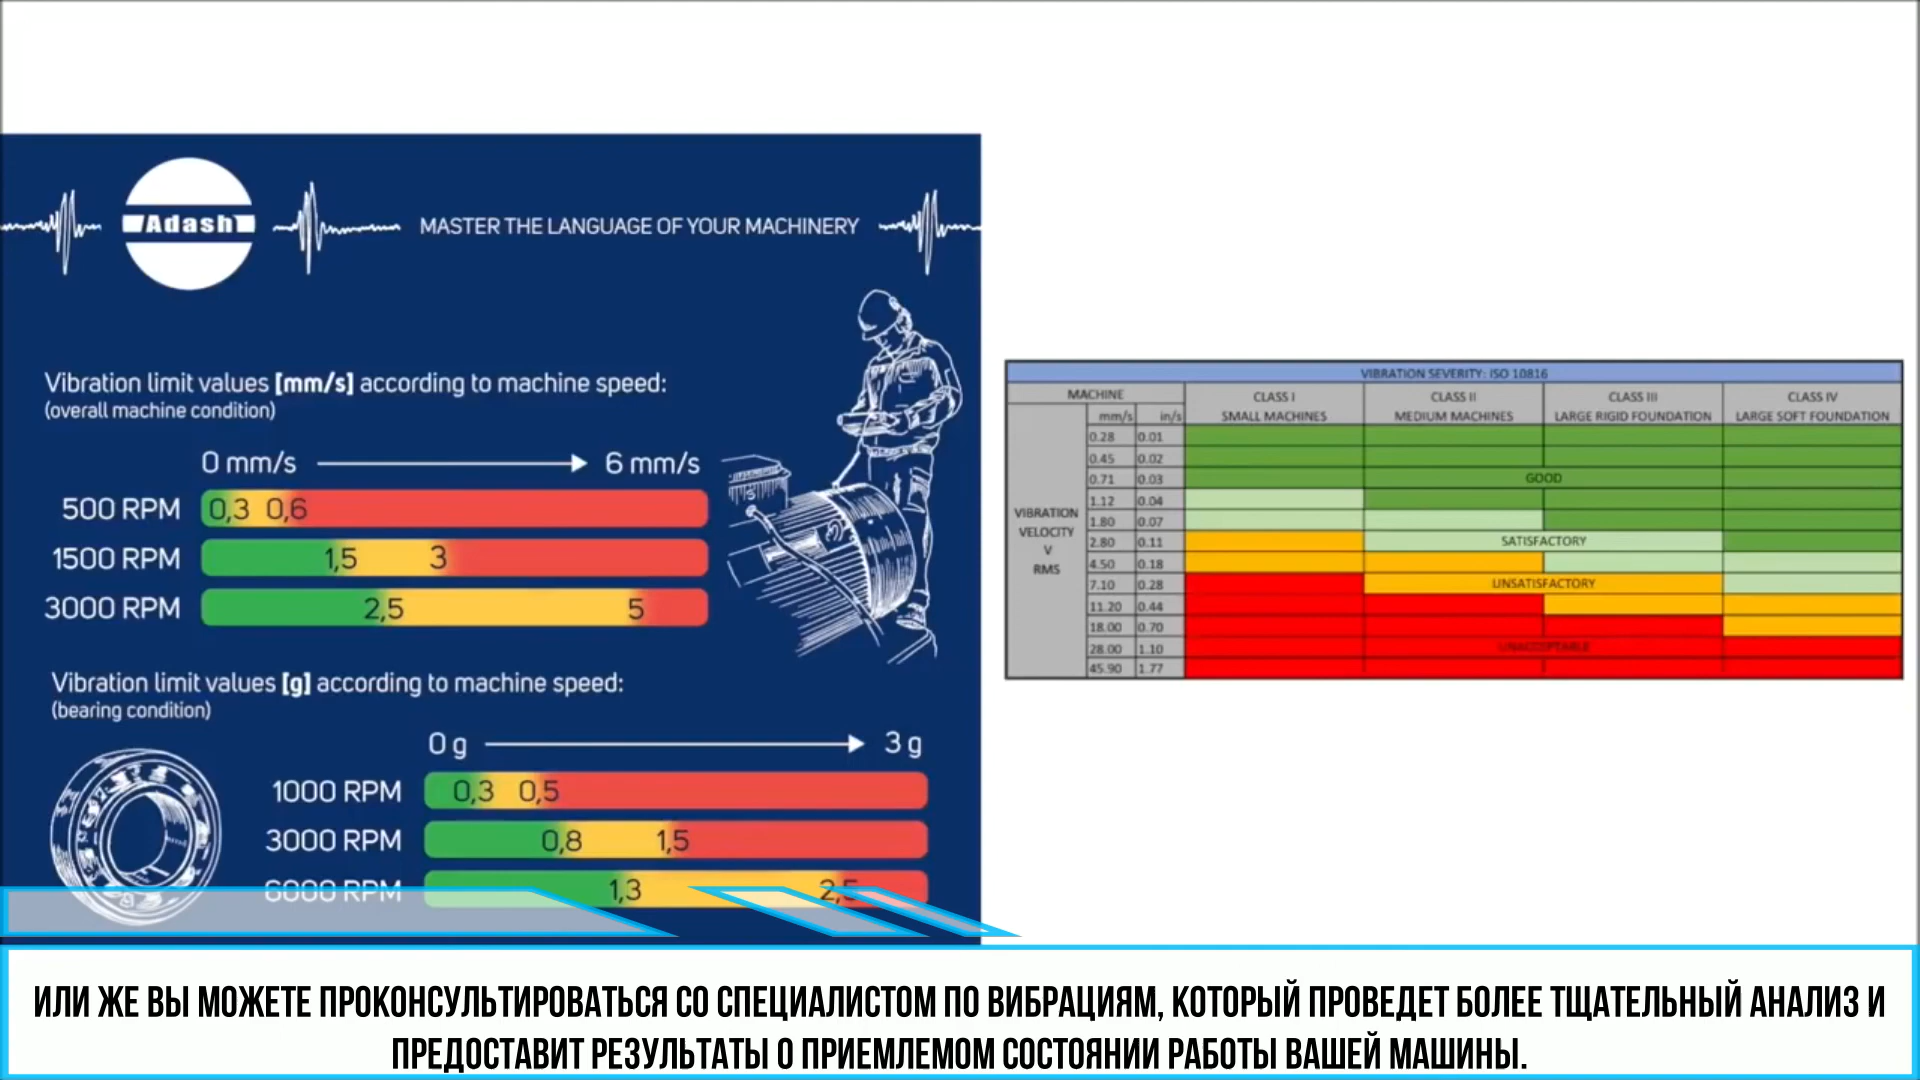 Adash
MASTER THE LANGUAGE OF YOUR MACHINERY
Vibration limit values [mm/s] according to machine speed:
(overall machine condition)
0 mm/s 6 mm/s
500 RPM 0,3 0,6
1500 RPM 1,5 3
3000 RPM 2,5 5
Vibration limit values [g] according to machine speed:
(bearing condition)
0 g 3 g
1000 RPM 0,3 0,5
3000 RPM 0,8 1,5
6000 RPM 1,3 2,5
VIBRATION SEVERITY: ISO 10816
MACHINE CLASS I CLASS II CLASS III CLASS IV
mm/s in/s SMALL MACHINES MEDIUM MACHINES LARGE RIGID FOUNDATION LARGE SOFT FOUNDATION
VIBRATION
VELOCITY
V
RMS
0.28 0.01
0.45 0.02
0.71 0.03 GOOD
1.12 0.04
1.80 0.07
2.80 0.11 SATISFACTORY
4.50 0.18
7.10 0.28 UNSATISFACTORY
11.20 0.44
18.00 0.70
28.00 1.10 UNACCEPTABLE
45.90 1.77
ИЛИ ЖЕ ВЫ МОЖЕТЕ ПРОКОНСУЛЬТИРОВАТЬСЯ СО СПЕЦИАЛИСТОМ ПО ВИБРАЦИЯМ, КОТОРЫЙ ПРОВЕДЕТ БОЛЕЕ ТЩАТЕЛЬНЫЙ АНАЛИЗ И
ПРЕДОСТАВИТ РЕЗУЛЬТАТЫ О ПРИЕМЛЕМОМ СОСТОЯНИИ РАБОТЫ ВАШЕЙ МАШИНЫ.